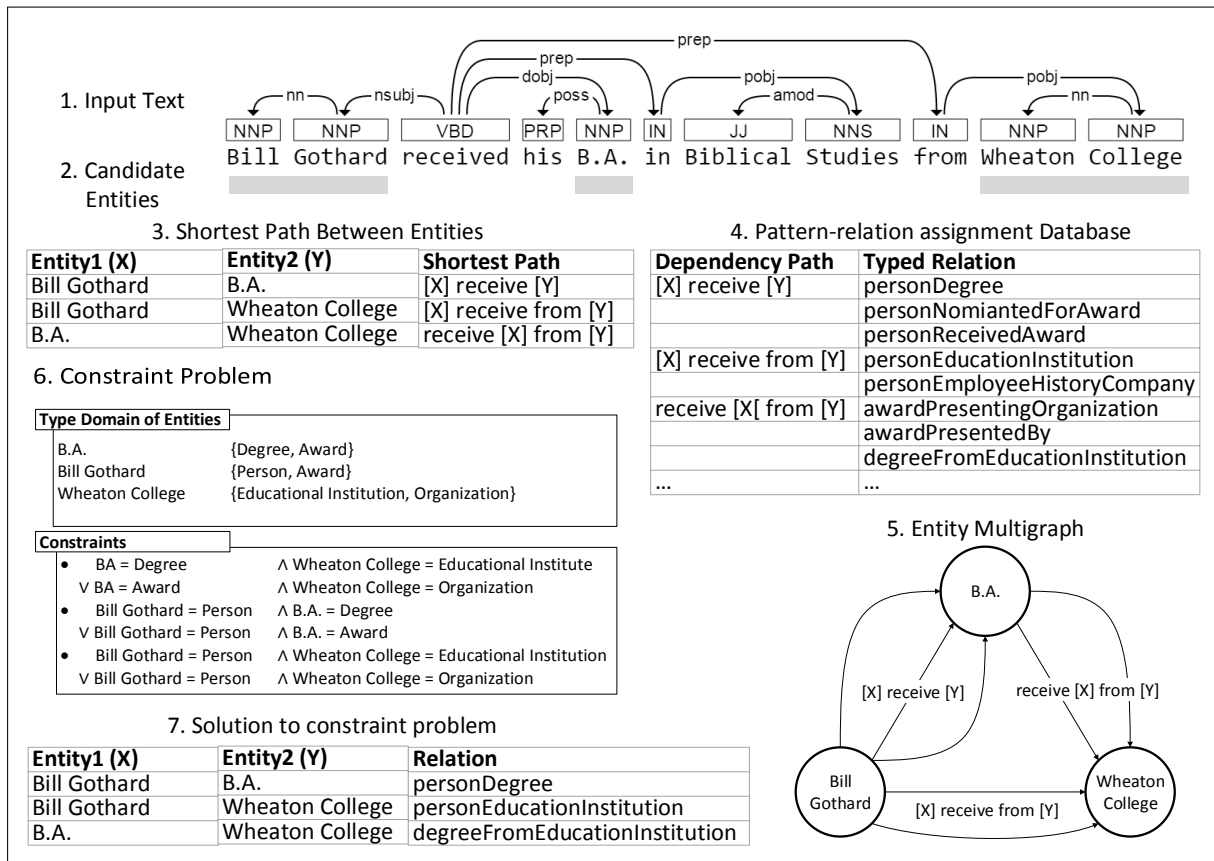 prep
prep
dobj pobj pobj
1. Input Text nn nsubj poss amod nn
NNP NNP VBD PRP NNP IN JJ NNS IN NNP NNP
Bill Gothard received his B.A. in Biblical Studies from Wheaton College
2. Candidate
Entities
3. Shortest Path Between Entities
Entity1 (X) Entity2 (Y) Shortest Path
Bill Gothard B.A. [X] receive [Y]
Bill Gothard Wheaton College [X] receive from [Y]
B.A. Wheaton College receive [X] from [Y]
4. Pattern-relation assignment Database
Dependency Path Typed Relation
[X] receive [Y] personDegree
personNomiantedForAward
personReceivedAward
[X] receive from [Y] personEducationInstitution
personEmployeeHistoryCompany
receive [X[ from [Y] awardPresentingOrganization
awardPresentedBy
degreeFromEducationInstitution
... ...
6. Constraint Problem
Type Domain of Entities
B.A. {Degree, Award}
Bill Gothard {Person, Award}
Wheaton College {Educational Institution, Organization}
Constraints
• BA = Degree ∧ Wheaton College = Educational Institute
∨ BA = Award ∧ Wheaton College = Organization
• Bill Gothard = Person ∧ B.A. = Degree
∨ Bill Gothard = Person ∧ B.A. = Award
• Bill Gothard = Person ∧ Wheaton College = Educational Institution
∨ Bill Gothard = Person ∧ Wheaton College = Organization
5. Entity Multigraph
B.A.
[X] receive [Y] receive [X] from [Y]
Bill
Gothard
Wheaton
College
[X] receive from [Y]
7. Solution to constraint problem
Entity1 (X) Entity2 (Y) Relation
Bill Gothard B.A. personDegree
Bill Gothard Wheaton College personEducationInstitution
B.A. Wheaton College degreeFromEducationInstitution